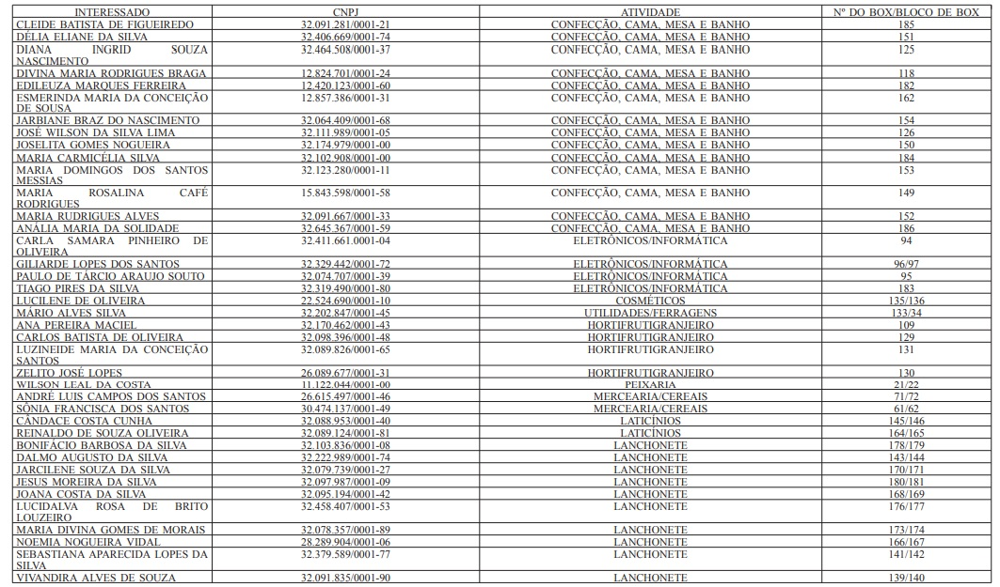 INTERESSADO CNPJ ATIVIDADE Nº DO BOX/BLOCO DE BOX
CLEIDE BATISTA DE FIGUEIREDO 32.091.281/0001-21 CONFECÇÃO, CAMA, MESA E BANHO 185
DÉLIA ELIANE DA SILVA 32.406.669/0001-74 CONFECÇÃO, CAMA, MESA E BANHO 151
DIANA INGRID SOUZA 32.464.508/0001-37 CONFECÇÃO, CAMA, MESA E BANHO 125
NASCIMENTO
DIVINA MARIA RODRIGUES BRAGA 12.824.701/0001-24 CONFECÇÃO, CAMA, MESA E BANHO 118
EDILEUZA MARQUES FERREIRA 12.420.123/0001-60 CONFECÇÃO, CAMA, MESA E BANHO 182
ESMERINDA MARIA DA CONCEIÇÃO 12.857.386/0001-31 CONFECÇÃO, CAMA, MESA E BANHO 162
DE SOUSA
JARBIANE BRAZ DO NASCIMENTO 32.064.409/0001-68 CONFECÇÃO, CAMA, MESA E BANHO 154
JOSÉ WILSON DA SILVA LIMA 32.111.989/0001-05 CONFECÇÃO, CAMA, MESA E BANHO 126
JOSELITA GOMES NOGUEIRA 32.174.979/0001-00 CONFECÇÃO, CAMA, MESA E BANHO 150
MARIA CARMICÉLIA SILVA 32.102.908/0001-00 CONFECÇÃO, CAMA, MESA E BANHO 184
MARIA DOMINGOS DOS SANTOS 32.123.280/0001-11 CONFECÇÃO, CAMA, MESA E BANHO 153
MESSIAS
MARIA ROSALINA CAFÉ 15.843.598/0001-58 CONFECÇÃO, CAMA, MESA E BANHO 149
RODRIGUES
MARIA RUDRIGUES ALVES 32.091.667/0001-33 CONFECÇÃO, CAMA, MESA E BANHO 152
ANÁLIA MARIA DA SOLIDADE 32.645.367/0001-59 CONFECÇÃO, CAMA, MESA E BANHO 186
CARLA SAMARA PINHEIRO DE 32.411.661.0001-04 ELETRÔNICOS/INFORMÁTICA 94
OLIVEIRA
GILIARDE LOPES DOS SANTOS 32.329.442/0001-72 ELETRÔNICOS/INFORMÁTICA 96/97
PAULO DE TÁRCIO ARAUJO SOUTO 32.074.707/0001-39 ELETRÔNICOS/INFORMÁTICA 95
TIAGO PIRES DA SILVA 32.319.490/0001-80 ELETRÔNICOS/INFORMÁTICA 183
LUCILENE DE OLIVEIRA 22.524.690/0001-10 COSMÉTICOS 135/136
MÁRIO ALVES SILVA 32.202.847/0001-45 UTILIDADES/FERRAGENS 133/34
ANA PEREIRA MACIEL 32.170.462/0001-43 HORTIFRUTIGRANJEIRO 109
CARLOS BATISTA DE OLIVEIRA 32.098.396/0001-48 HORTIFRUTIGRANJEIRO 129
LUZINEIDE MARIA DA CONCEIÇÃO 32.089.826/0001-65 HORTIFRUTIGRANJEIRO 131
SANTOS
ZELITO JOSÉ LOPES 26.089.677/0001-31 HORTIFRUTIGRANJEIRO 130
WILSON LEAL DA COSTA 11.122.044/0001-00 PEIXARIA 21/22
ANDRÉ LUIS CAMPOS DOS SANTOS 26.615.497/0001-46 MERCEARIA/CEREAIS 71/72
SÔNIA FRANCISCA DOS SANTOS 30.474.137/0001-49 MERCEARIA/CEREAIS 61/62
CÂNDACE COSTA CUNHA 32.088.953/0001-40 LATICÍNIOS 145/146
REINALDO DE SOUZA OLIVEIRA 32.089.124/0001-81 LATICÍNIOS 164/165
BONIFÁCIO BARBOSA DA SILVA 32.103.836/0001-08 LANCHONETE 178/179
DALMO AUGUSTO DA SILVA 32.222.989/0001-74 LANCHONETE 143/144
JARCILENE SOUZA DA SILVA 32.079.739/0001-27 LANCHONETE 170/171
JESUS MOREIRA DA SILVA 32.097.987/0001-09 LANCHONETE 180/181
JOANA COSTA DA SILVA 32.095.194/0001-42 LANCHONETE 168/169
LUCIDALVA ROSA DE BRITO 32.458.407/0001-53 LANCHONETE 176/177
LOUZEIRO
MARIA DIVINA GOMES DE MORAIS 32.078.357/0001-89 LANCHONETE 173/174
NOEMIA NOGUEIRA VIDAL 28.289.904/0001-06 LANCHONETE 166/167
SEBASTIANA APARECIDA LOPES DA 32.379.589/0001-77 LANCHONETE 141/142
SILVA
VIVANDIRA ALVES DE SOUZA 32.091.835/0001-90 LANCHONETE 139/140